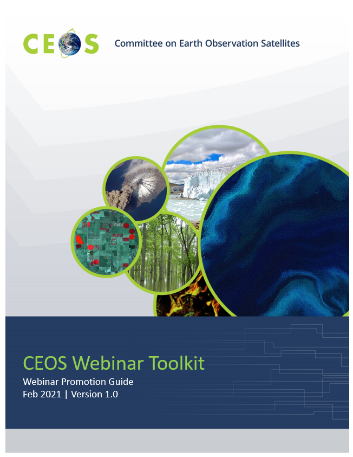 CEOS
Committee on Earth Observation Satellites
CEOS Webinar Toolkit
Webinar Promotion Guide
Feb 2021 | Version 1.0